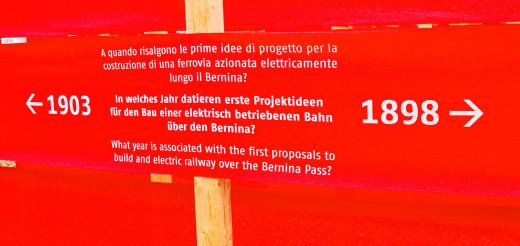 A quando risalgono le prime idee di progetto per la
costruzione di una ferrovia azionata elettricamente
lungo il Bernina?
← 1903
In welches Jahr datieren erste Projektideen
für den Bau einer elektrisch betriebenen Bahn
über den Bernina?
1898 →
What year is associated with the first proposals to
build and electric railway over the Bernina Pass?